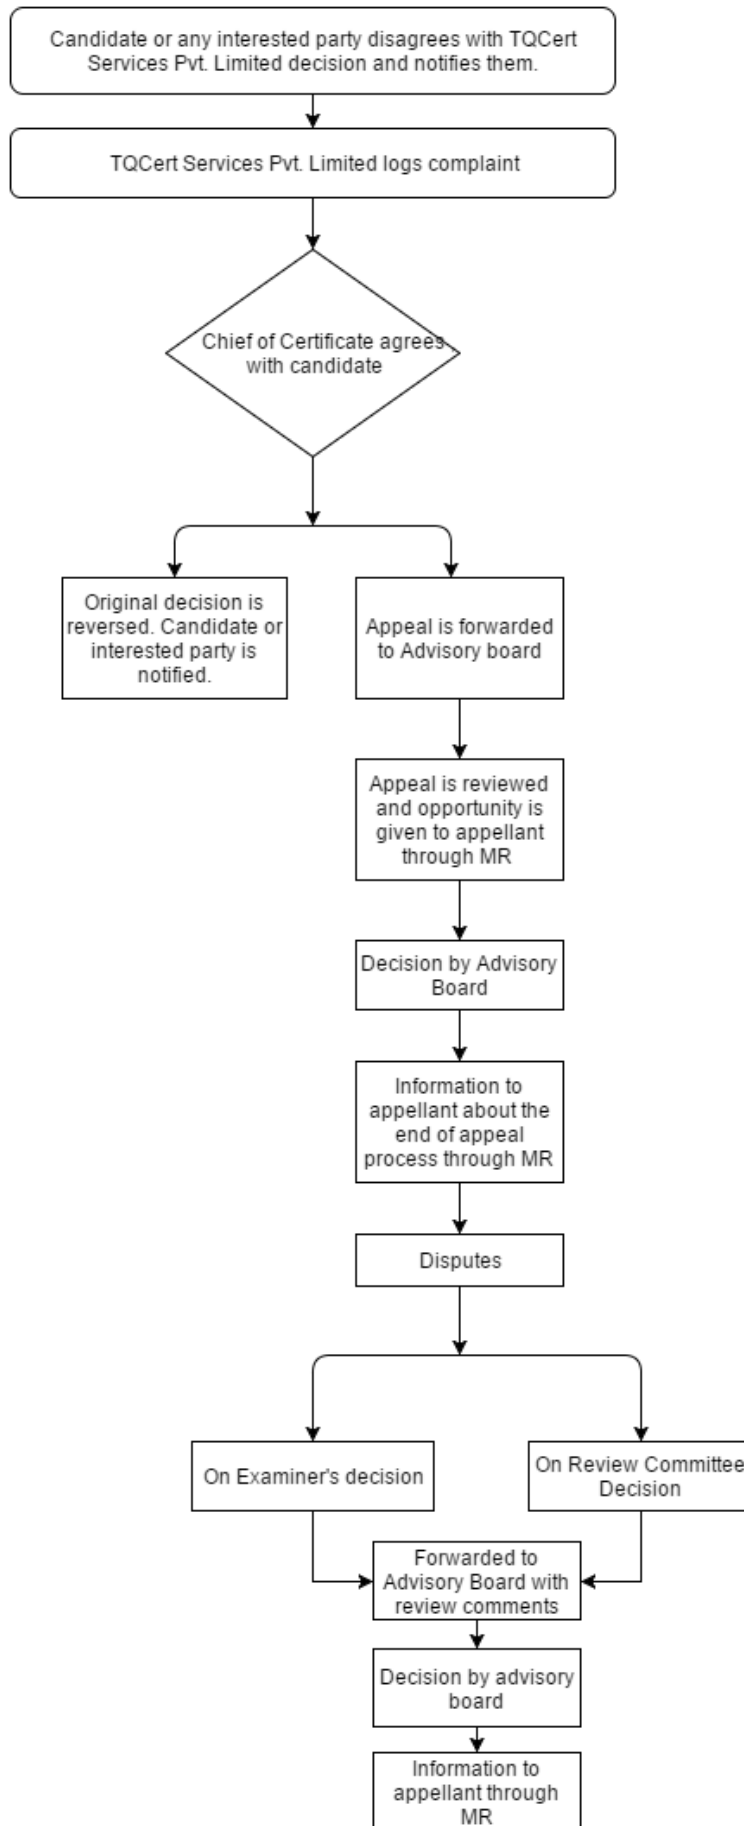 Candidate or any interested party disagrees with TQCert
Services Pvt. Limited decision and notifies them.
TQCert Services Pvt. Limited logs complaint
Chief of Certificate agrees
with candidate
Original decision is
reversed. Candidate or
interested party is
notified.
Appeal is forwarded
to Advisory board
Appeal is reviewed
and opportunity is
given to appellant
through MR
Decision by Advisory
Board
Information to
appellant about the
end of appeal
process through MR
Disputes
On Examiner's decision
On Review Committee
Decision
Forwarded to
Advisory Board with
review comments
Decision by advisory
board
Information to
appellant through
MR